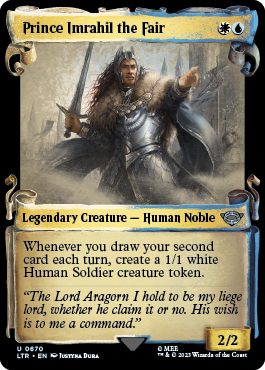 Prince Imrahil the Fair
Legendary Creature — Human Noble
Whenever you draw your second
card each turn, create a 1/1 white
Human Soldier creature token.
“The Lord Aragorn I hold to be my liege
lord, whether he claim it or no. His wish
is to me a command.”
2/2
U 0670
LTR • EN JUSTYNA DURA
© MEE
™ & © 2023 Wizards of the Coast